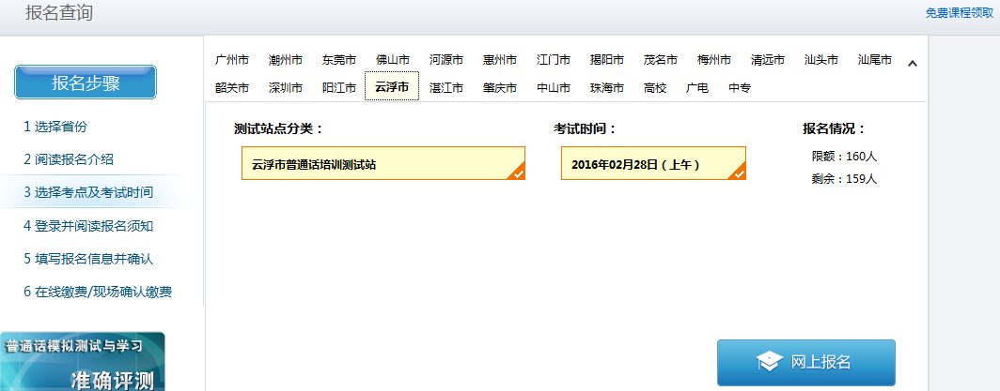 报名查询
免费课程领取
报名步骤
1 选择省份
2 阅读报名介绍
3 选择考点及考试时间
4 登录并阅读报名须知
5 填写报名信息并确认
6 在线缴费/现场确认缴费
普通话模拟测试与学习
准确评测
广州市 潮州市 东莞市 佛山市 河源市 惠州市 江门市 揭阳市 茂名市 梅州市 清远市 汕头市 汕尾市
韶关市 深圳市 阳江市 云浮市 湛江市 肇庆市 中山市 珠海市 高校 广电 中专
测试站点分类： 考试时间： 报名情况：
云浮市普通话培训测试站 2016年02月28日（上午） 限额：160人
剩余：159人
网上报名